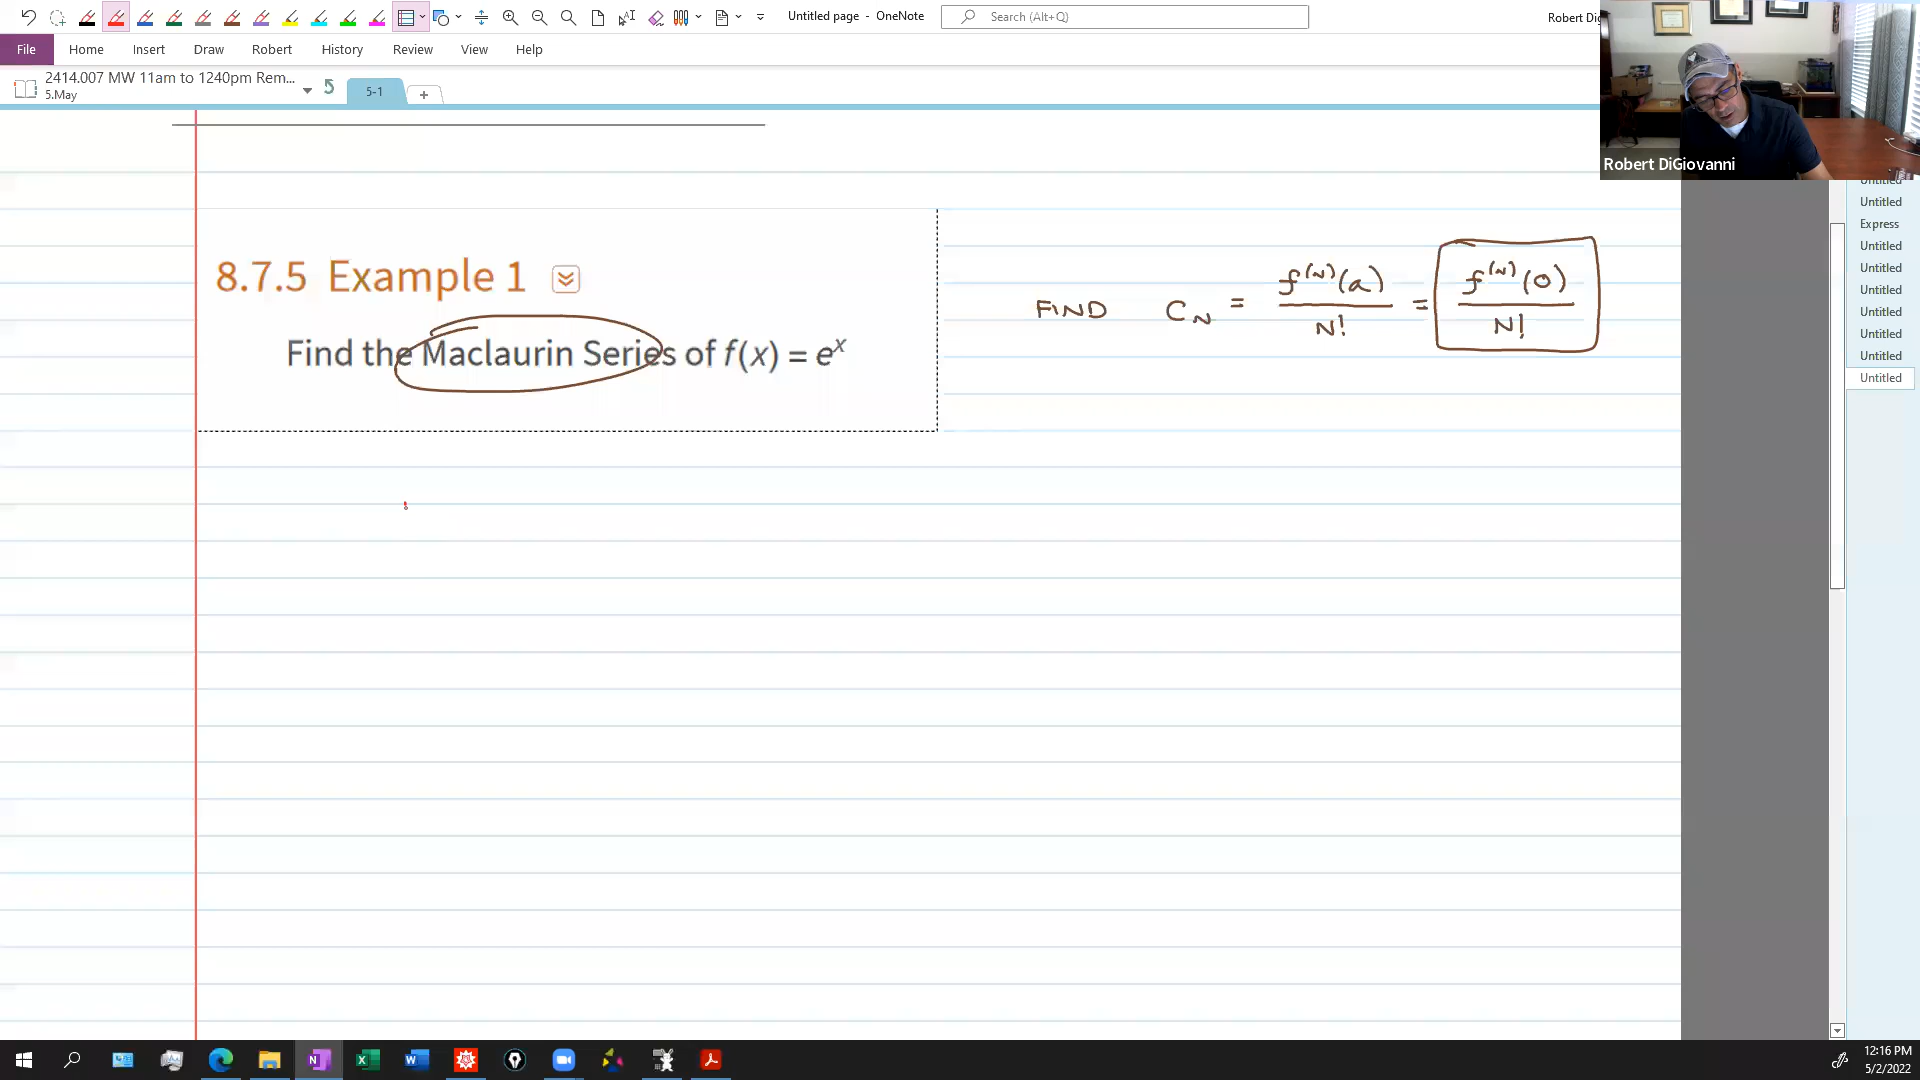 Untitled page - OneNote
Search (Alt+Q)
Robert Di
File Home Insert Draw Robert History Review View Help
2414.007 MW 11am to 1240pm Rem...
5.May
5-1
Robert DiGiovanni
Untitled
Untitled
Express
Untitled
Untitled
Untitled
Untitled
Untitled
Untitled
Untitled
8.7.5 Example 1
Find the Maclaurin Series of f(x) = e^x
FIND C_N = f^(N)(a) / N! = f^(N)(0) / N!
12:16 PM
5/2/2022